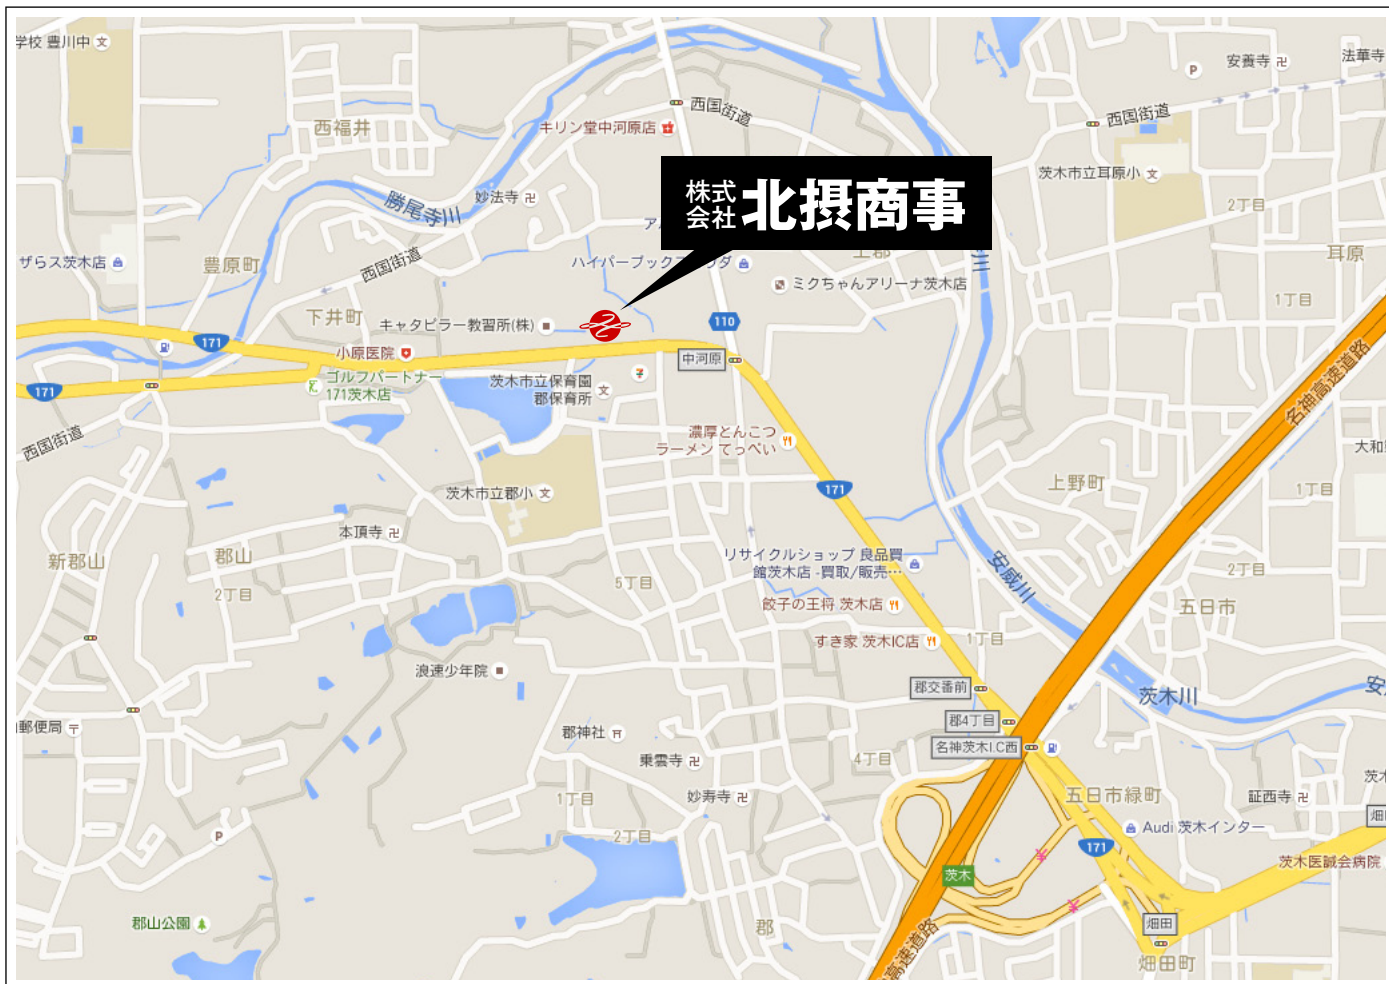 学校 豊川中
安養寺
法華寺
西国街道
西国街道
西福井
キリン堂中河原店
茨木市立耳原小
株式
会社
北摂商事
妙法寺
勝尾寺川
2丁目
ザらス茨木店
豊原町
西国街道
耳原
ミクちゃんアリーナ茨木店
1丁目
下井町
キャタピラー教習所(株)
110
171
中河原
小原医院
171
ゴルフパートナー
171茨木店
茨木市立保育園
郡保育所
名神高速道路
西国街道
濃厚とんこつ
ラーメン てっぺい
大和
茨木市立郡小
171
上野町
1丁目
本頂寺
新郡山
郡山
2丁目
5丁目
リサイクルショップ 良品買
館茨木店 -買取/販売…
安威川
2丁目
餃子の王将 茨木店
五日市
すき家 茨木IC店
1丁目
浪速少年院
郡交番前
茨木川
安
郵便局
郡4丁目
郡神社
名神茨木I.C西
乗雲寺
4丁目
茨木
1丁目
妙寿寺
五日市緑町
証西寺
P
2丁目
Audi 茨木インター
171
茨木医誠会病院
茨木
郡山公園
郡
畑田
高速道路
畑田町